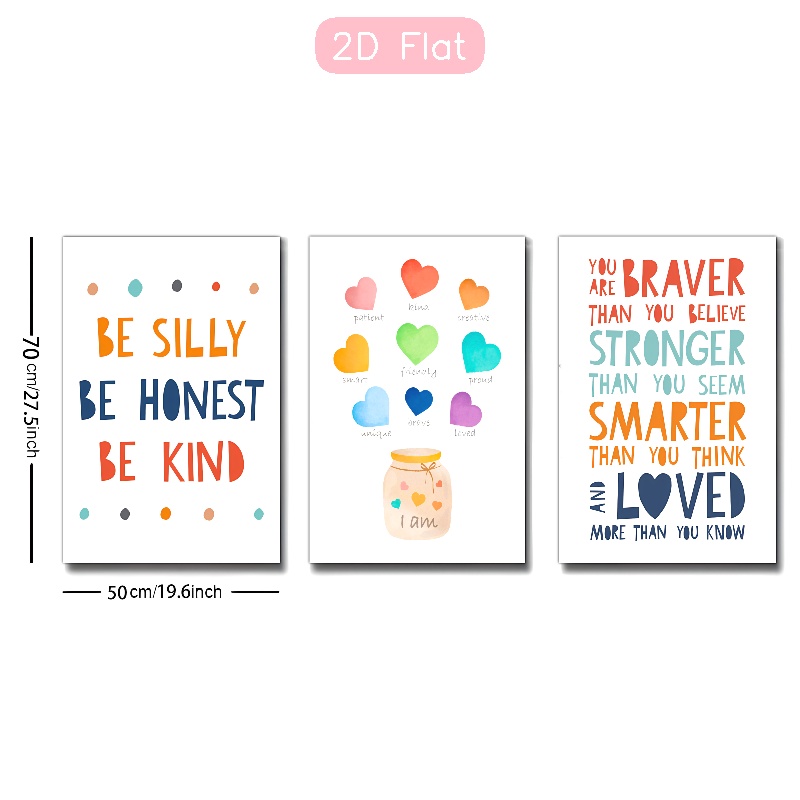 2D Flat
70cm/27.5inch
50cm/19.6inch
BE SILLY
BE HONEST
BE KIND
patient
kind
creative
smart
friendly
proud
unique
brave
loved
I am
YOU ARE BRAVER
THAN YOU BELIEVE
STRONGER
THAN YOU SEEM
SMARTER
THAN YOU THINK
AND LOVED
MORE THAN YOU KNOW